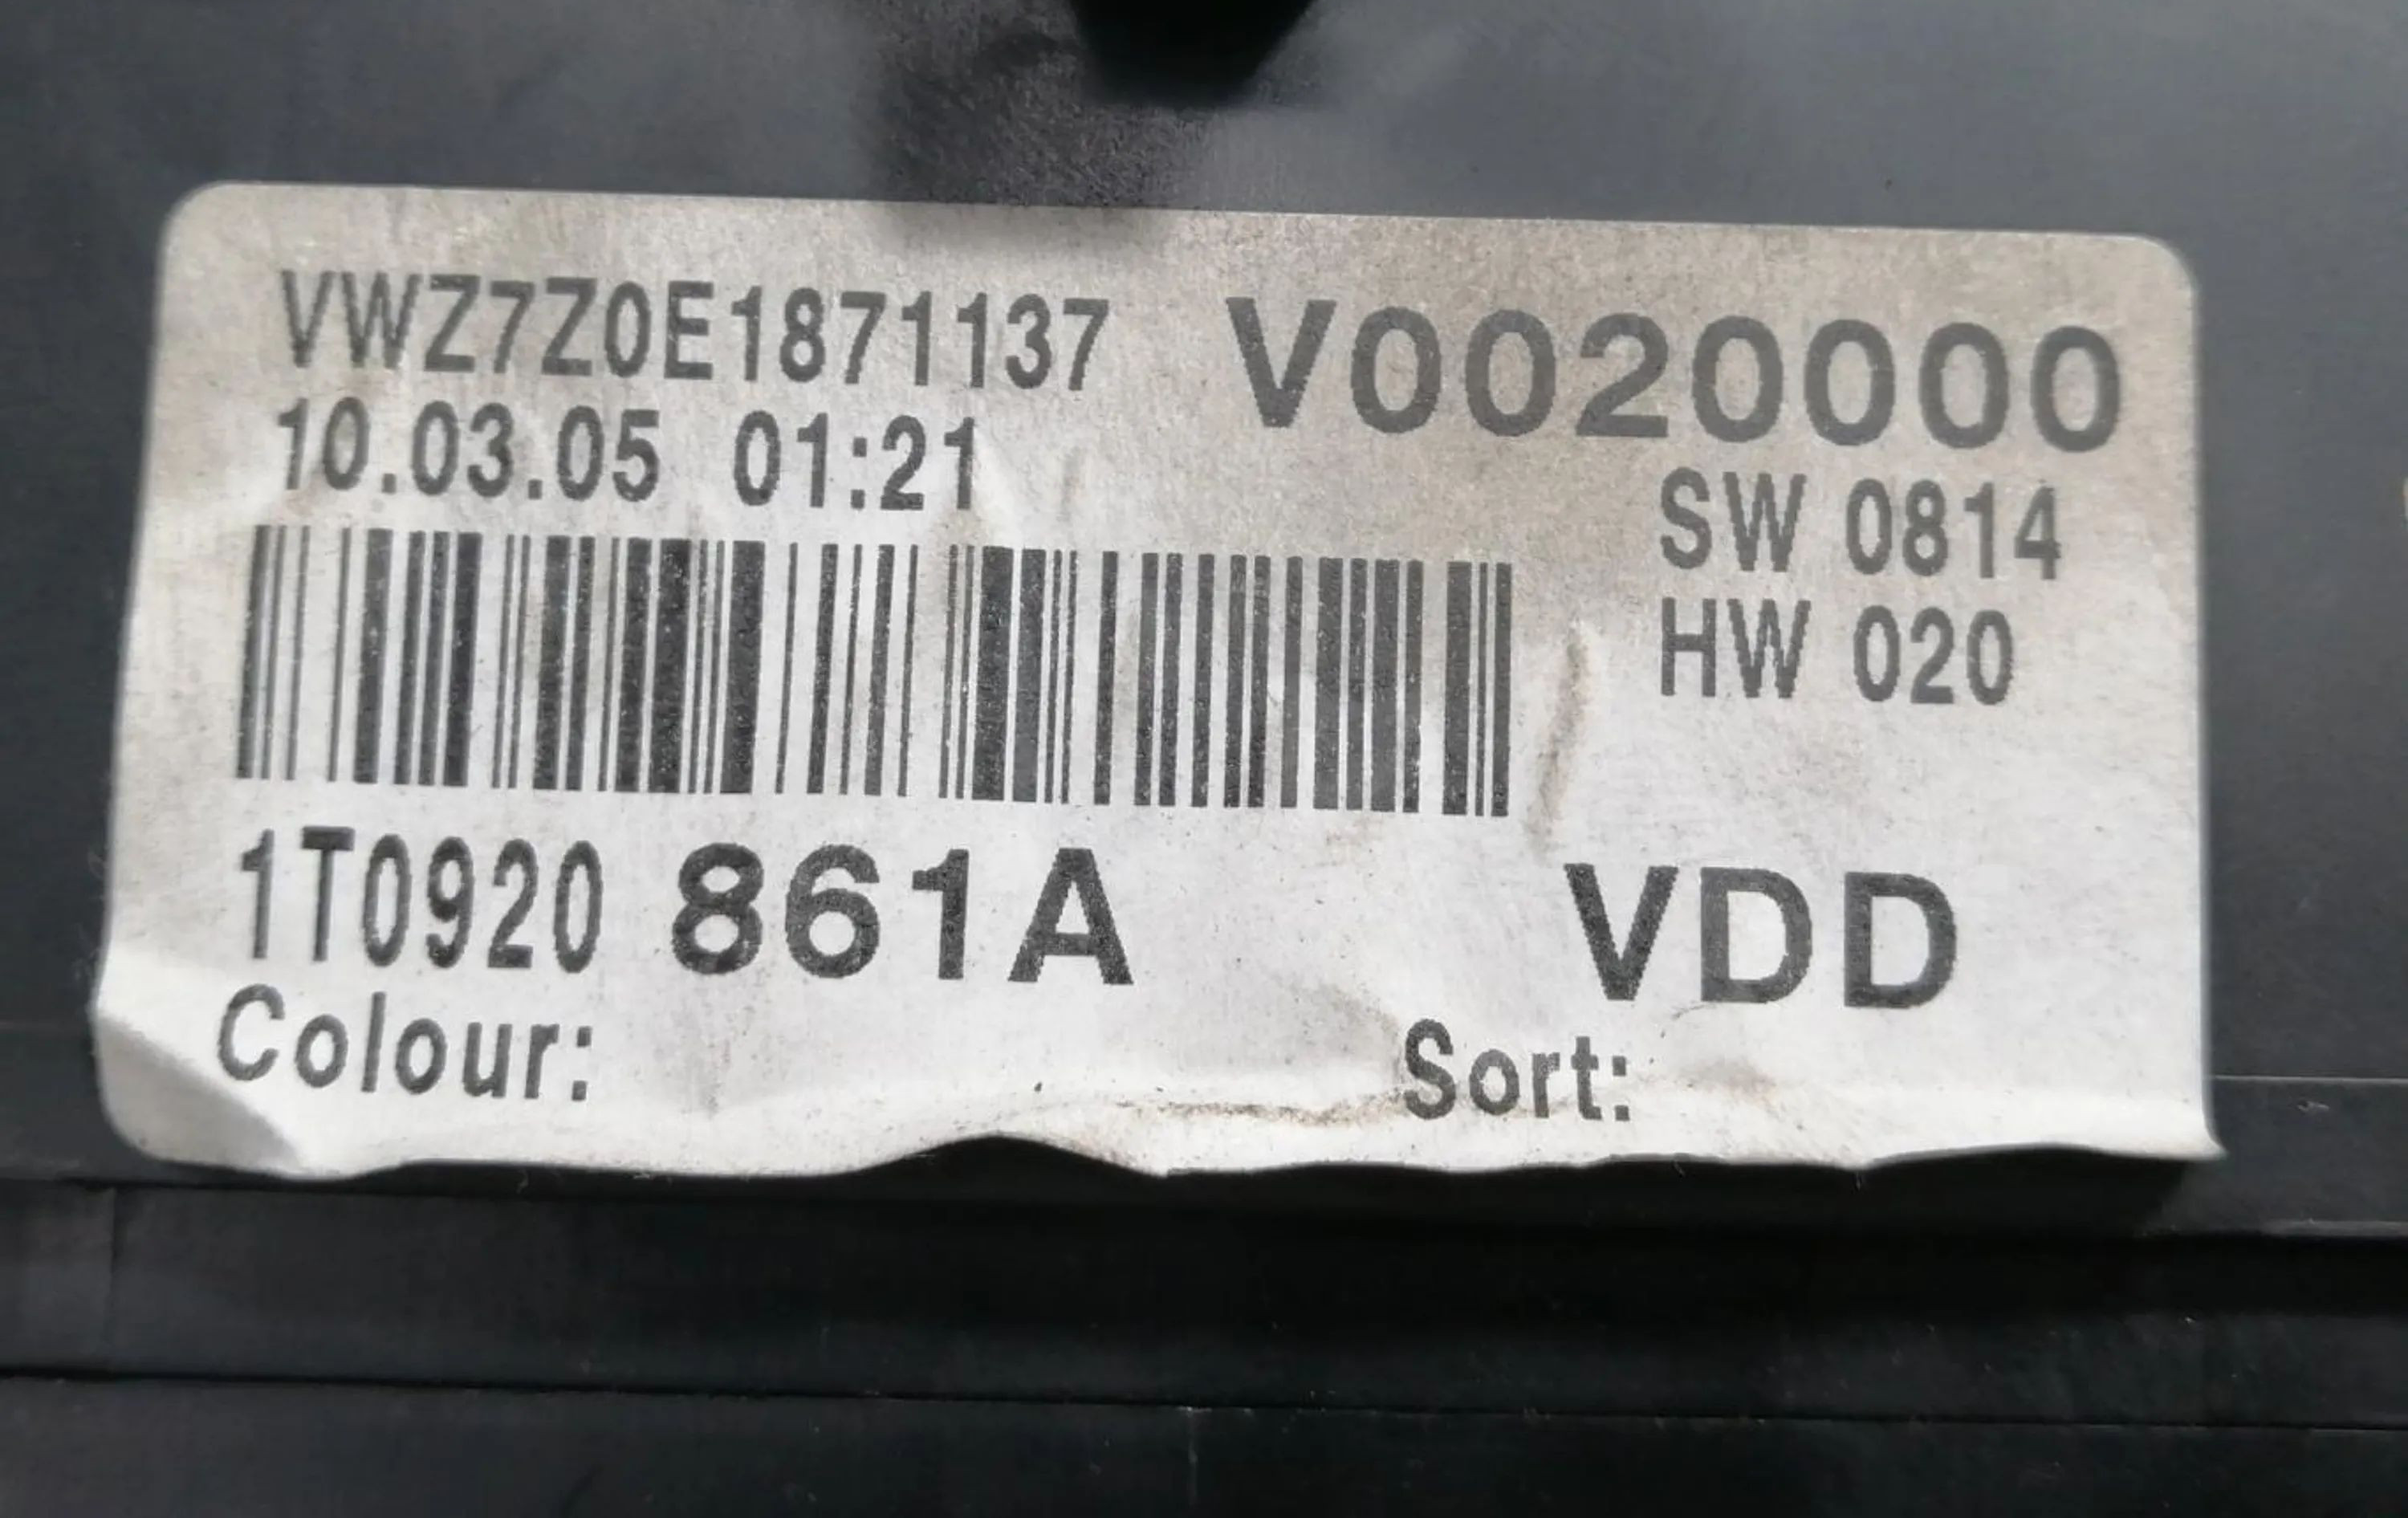 VWZ7Z0E1871137 V0020000
10.03.05 01:21
SW 0814
HW 020
1T0920 861A VDD
Colour: Sort: